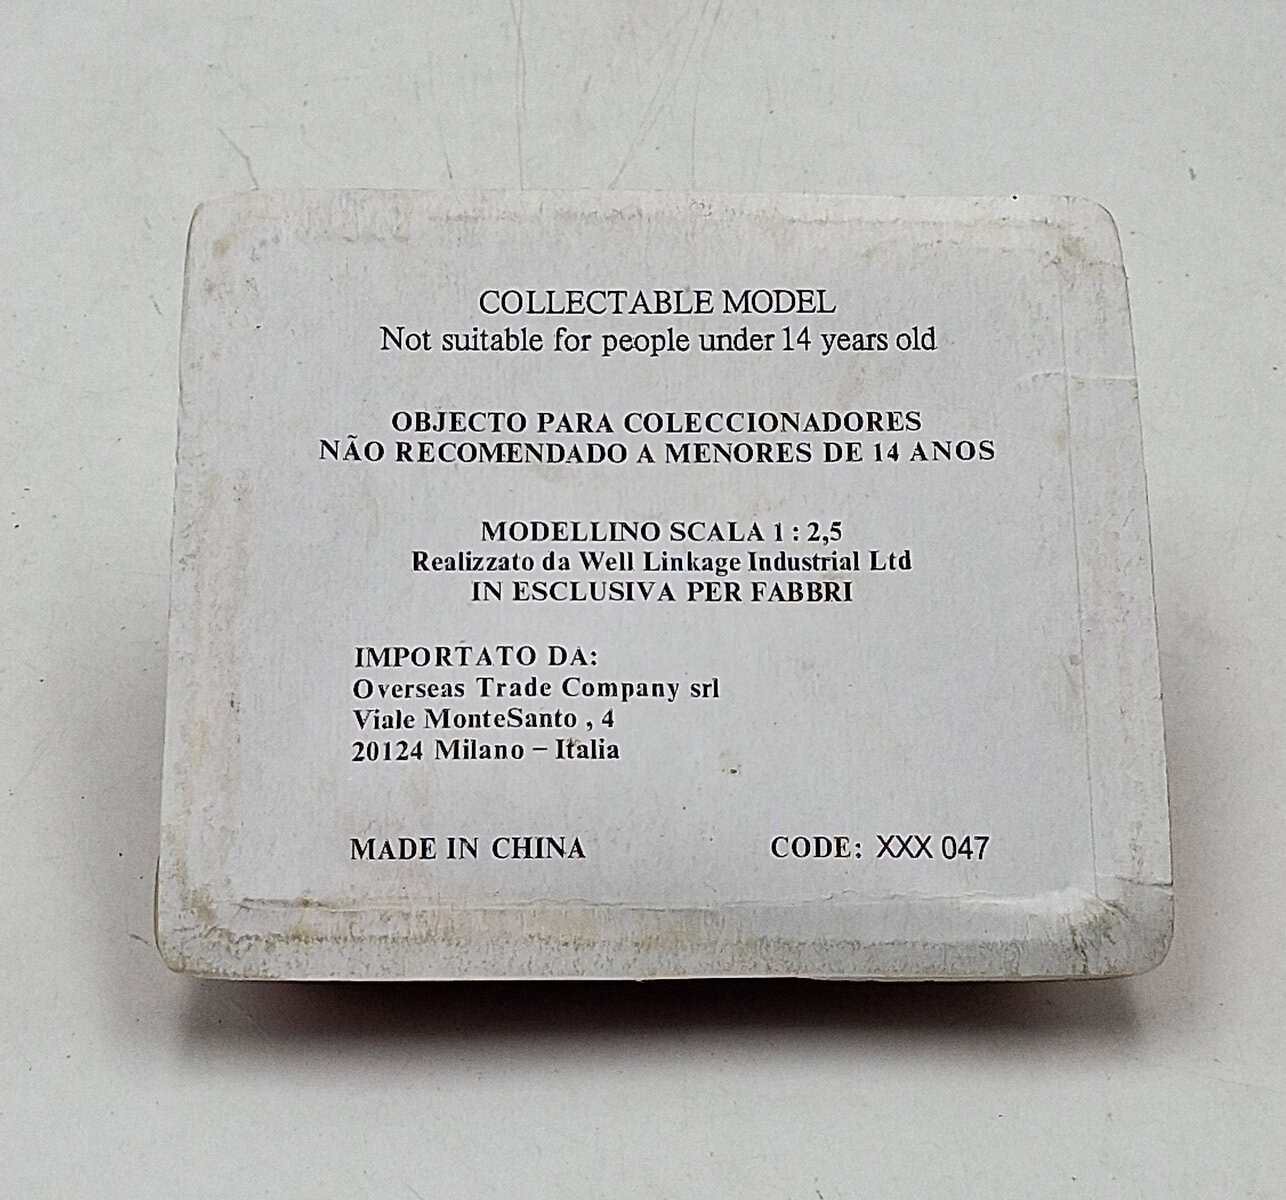 COLLECTABLE MODEL
Not suitable for people under 14 years old
OBJECTO PARA COLECCIONADORES
NÃO RECOMENDADO A MENORES DE 14 ANOS
MODELLINO SCALA 1 : 2,5
Realizzato da Well Linkage Industrial Ltd
IN ESCLUSIVA PER FABBRI
IMPORTATO DA:
Overseas Trade Company srl
Viale MonteSanto , 4
20124 Milano – Italia
MADE IN CHINA CODE: XXX 047